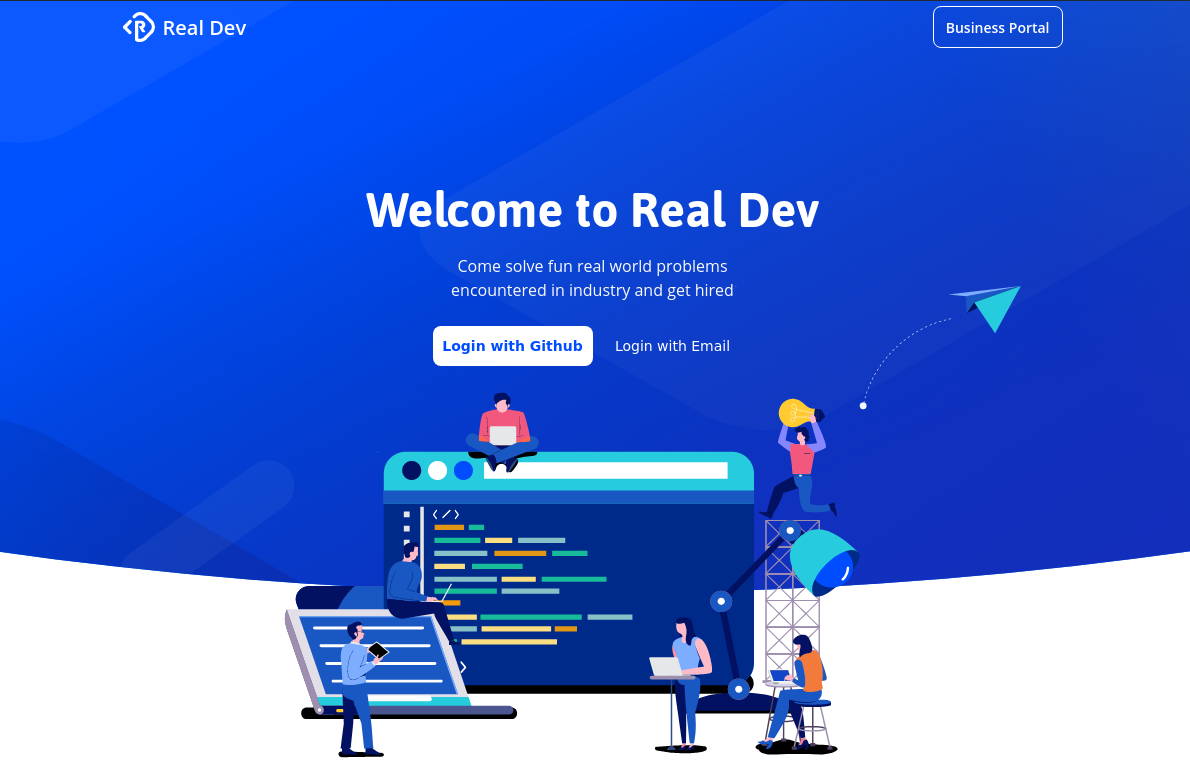 Real Dev
Business Portal
Welcome to Real Dev
Come solve fun real world problems
encountered in industry and get hired
Login with Github
Login with Email